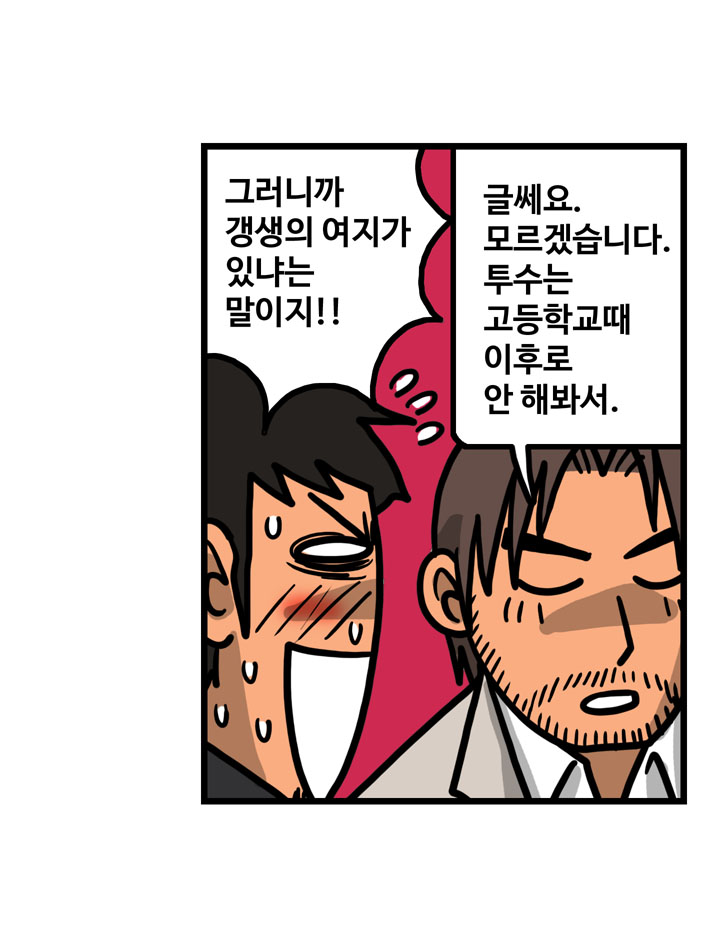 그러니까
갱생의 여지가
있냐는
말이지!!
글쎄요.
모르겠습니다.
투수는
고등학교때
이후로
안 해봐서.